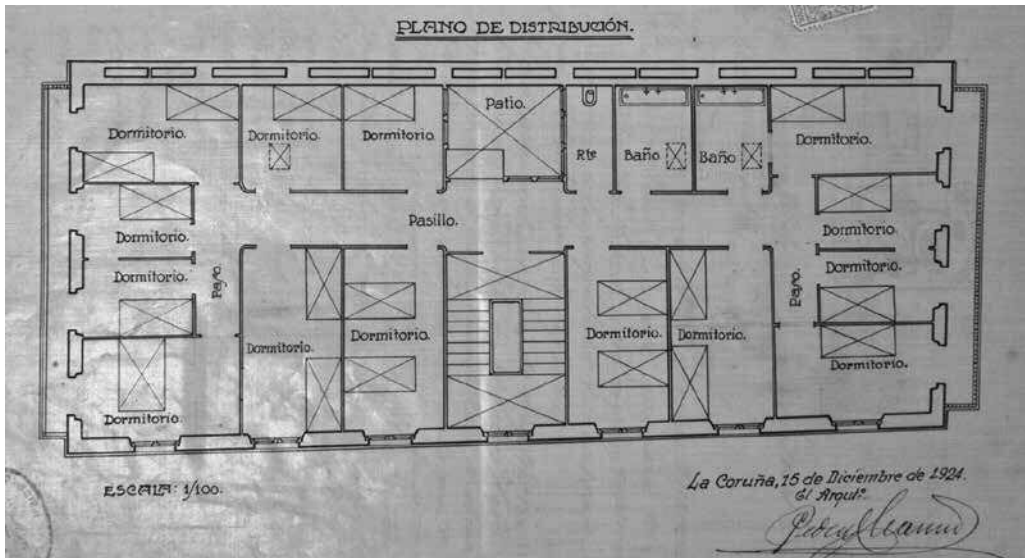 PLANO DE DISTRIBUCIÓN.
Patio.
Dormitorio.
Dormitorio.
Dormitorio.
Dormitorio.
Rte
Baño
Baño
Pasillo.
Dormitorio.
Dormitorio.
Dormitorio.
Dormitorio.
Paso.
Paso.
Dormitorio.
Dormitorio.
Dormitorio.
Dormitorio.
Dormitorio.
Dormitorio.
ESCALA: 1/100.
La Coruña, 15 de Diciembre de 1924.
El Arqutº